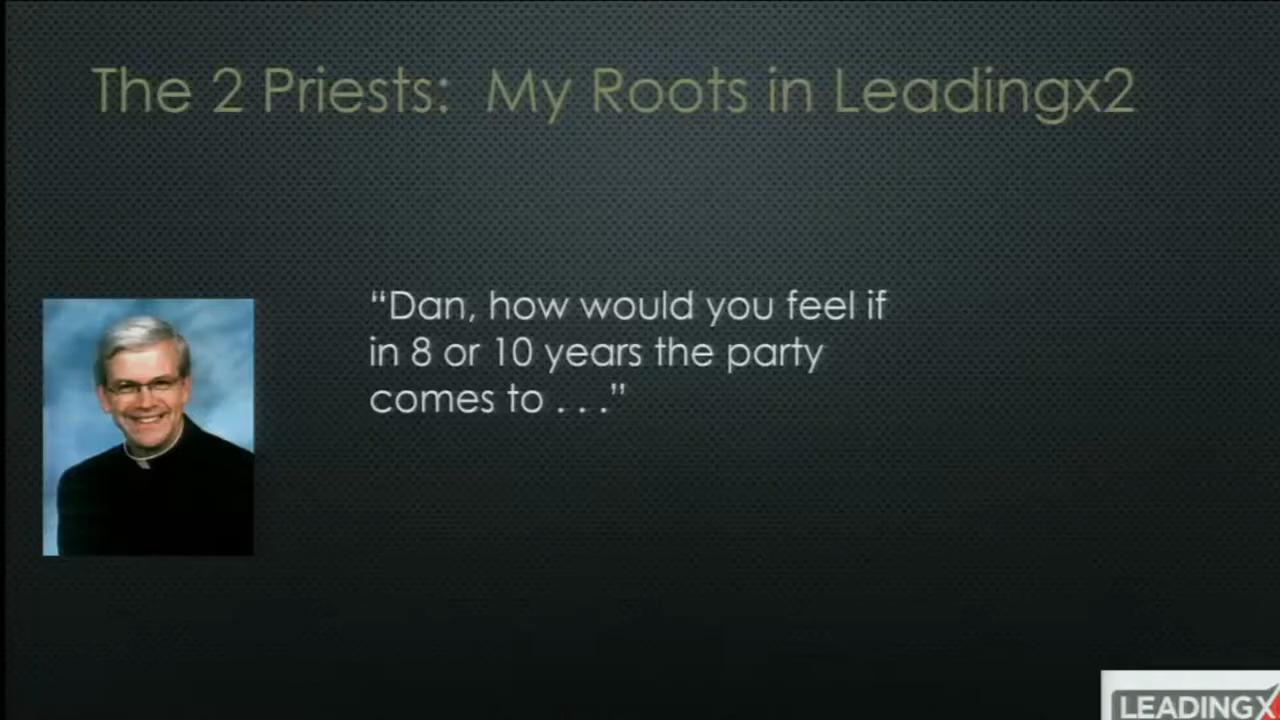 The 2 Priests: My Roots in Leadingx2
“Dan, how would you feel if
in 8 or 10 years the party
comes to . . .”
LEADINGX